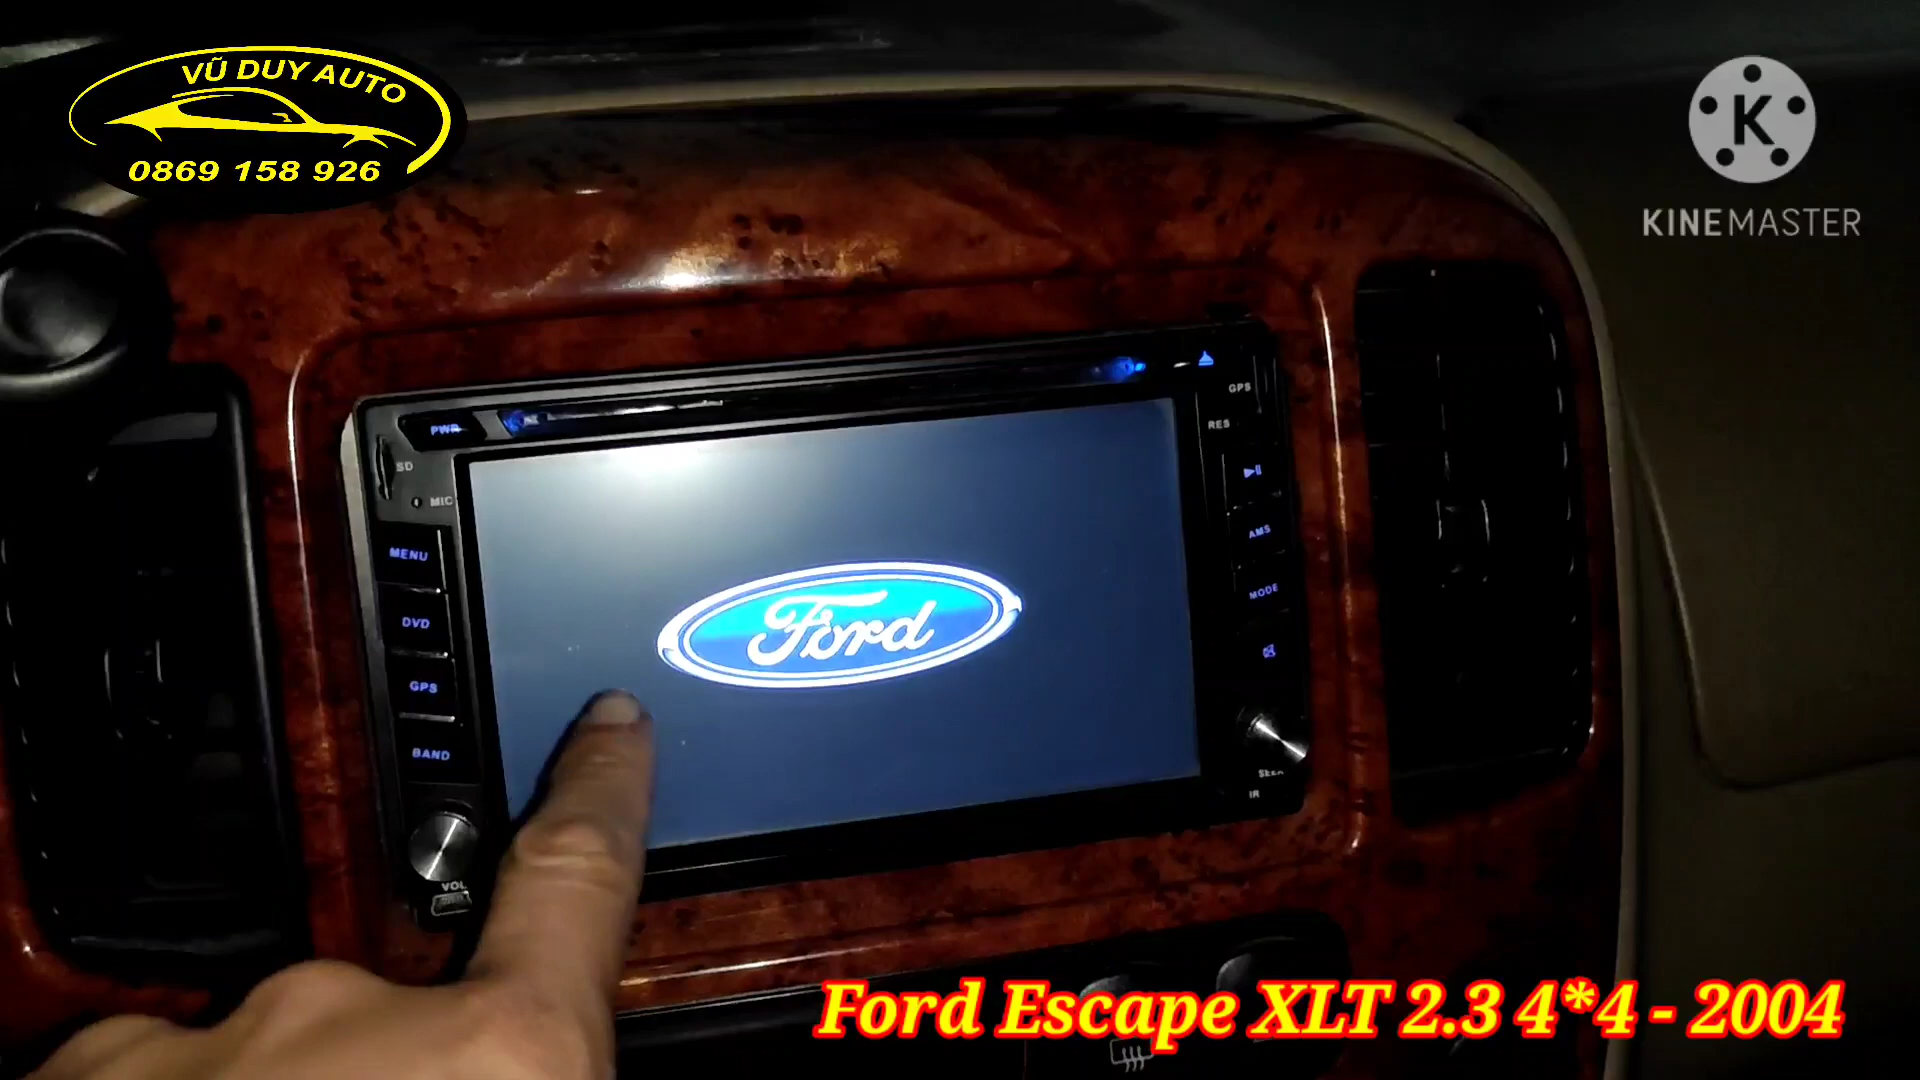 VŨ DUY AUTO
0869 158 926
K
KINEMASTER
PWR
SD
MIC
MENU
DVD
GPS
BAND
VOL
Ford
GPS
RES
AMS
MODE
SEEK
IR
Ford Escape XLT 2.3 4*4 - 2004